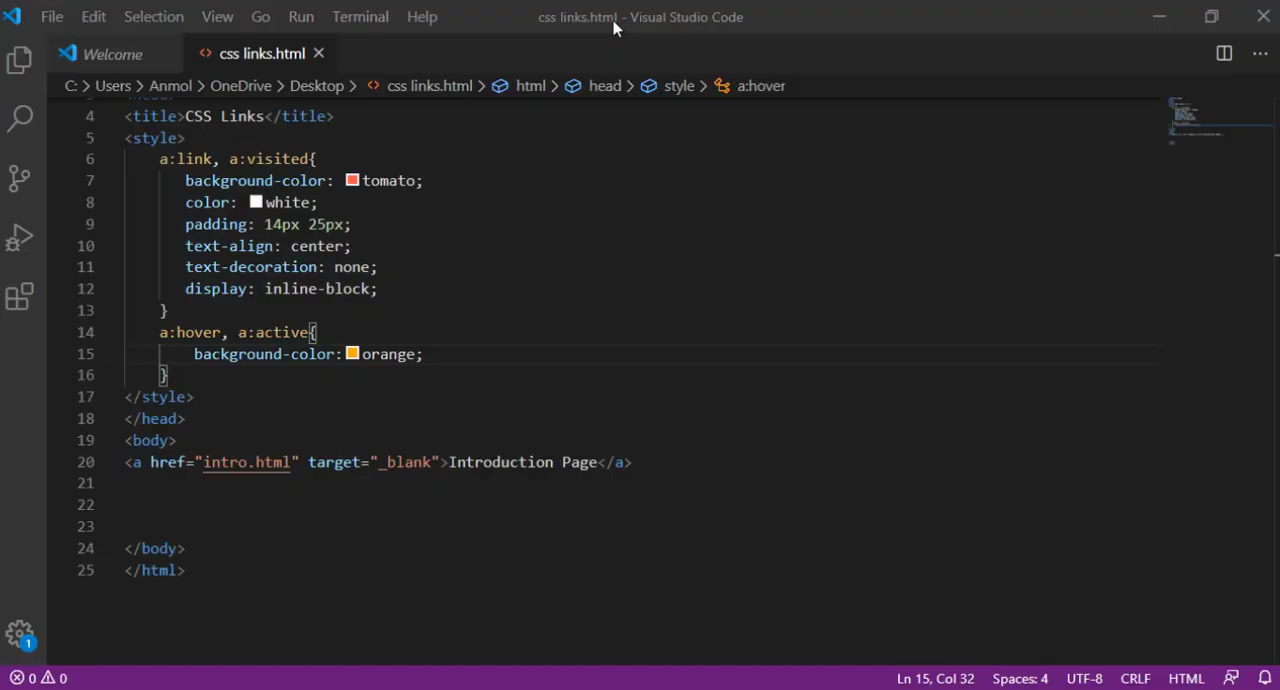 File Edit Selection View Go Run Terminal Help css links.html - Visual Studio Code
Welcome css links.html
C: > Users > Anmol > OneDrive > Desktop > css links.html > html > head > style > a:hover
4 <title>CSS Links</title>
5 <style>
6 a:link, a:visited{
7 background-color: tomato;
8 color: white;
9 padding: 14px 25px;
10 text-align: center;
11 text-decoration: none;
12 display: inline-block;
13 }
14 a:hover, a:active{
15 background-color:orange;
16 }
17 </style>
18 </head>
19 <body>
20 <a href="intro.html" target="_blank">Introduction Page</a>
21
22
23
24 </body>
25 </html>
1
0 0 Ln 15, Col 32 Spaces: 4 UTF-8 CRLF HTML